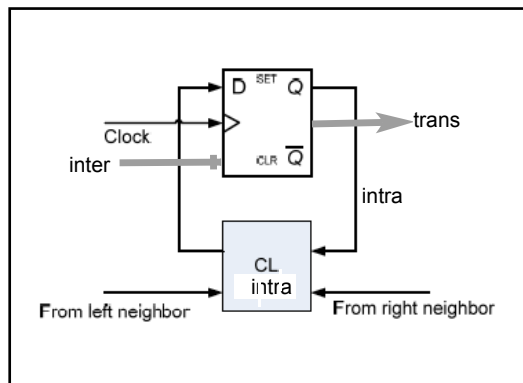 D SET Q
trans
Clock
inter
CLR Q
intra
CL
intra
From left neighbor
From right neighbor